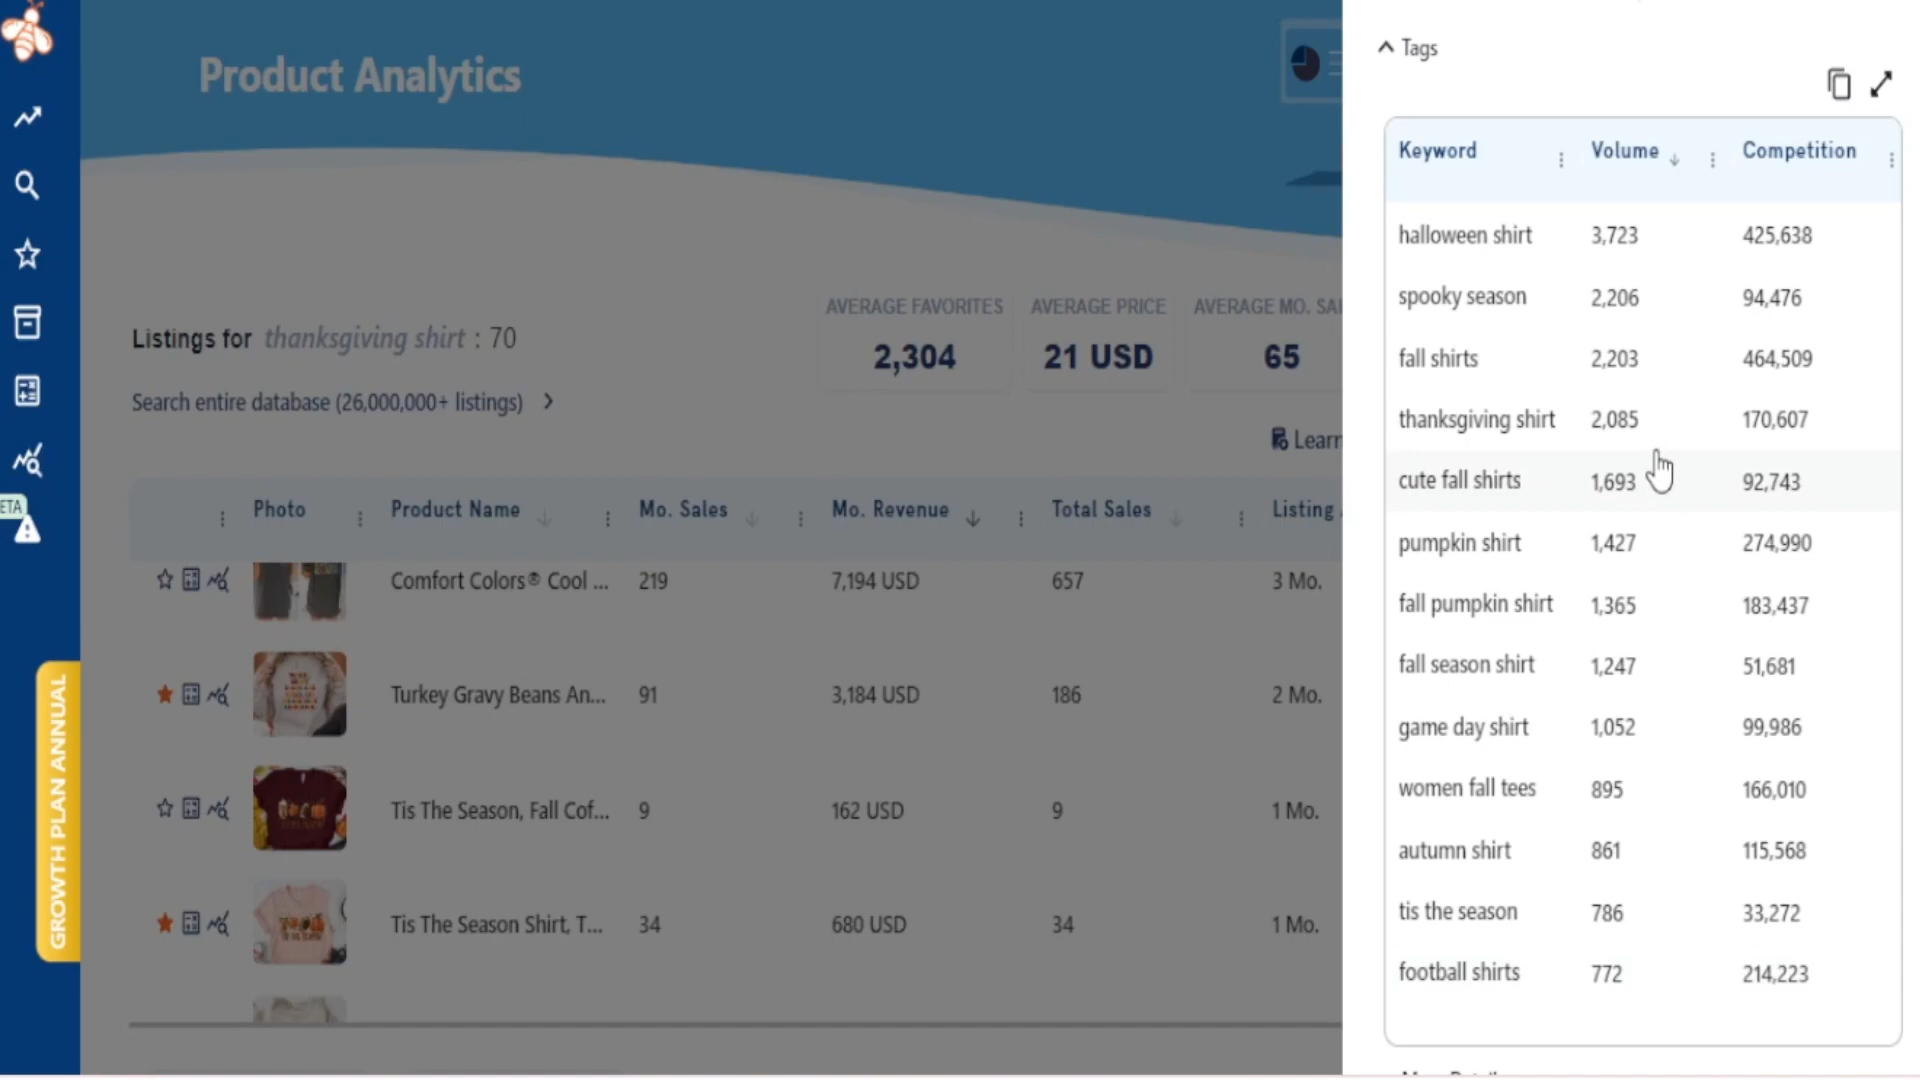 Product Analytics
Listings for thanksgiving shirt : 70
Search entire database (26,000,000+ listings)
AVERAGE FAVORITES
2,304
AVERAGE PRICE
21 USD
AVERAGE MO. SAL
65
Learn
Photo Product Name Mo. Sales Mo. Revenue Total Sales Listing
Comfort Colors® Cool ... 219 7,194 USD 657 3 Mo.
Turkey Gravy Beans An... 91 3,184 USD 186 2 Mo.
Tis The Season, Fall Cof... 9 162 USD 9 1 Mo.
Tis The Season Shirt, T... 34 680 USD 34 1 Mo.
ETA
GROWTH PLAN ANNUAL
Tags
Keyword Volume Competition
halloween shirt 3,723 425,638
spooky season 2,206 94,476
fall shirts 2,203 464,509
thanksgiving shirt 2,085 170,607
cute fall shirts 1,693 92,743
pumpkin shirt 1,427 274,990
fall pumpkin shirt 1,365 183,437
fall season shirt 1,247 51,681
game day shirt 1,052 99,986
women fall tees 895 166,010
autumn shirt 861 115,568
tis the season 786 33,272
football shirts 772 214,223